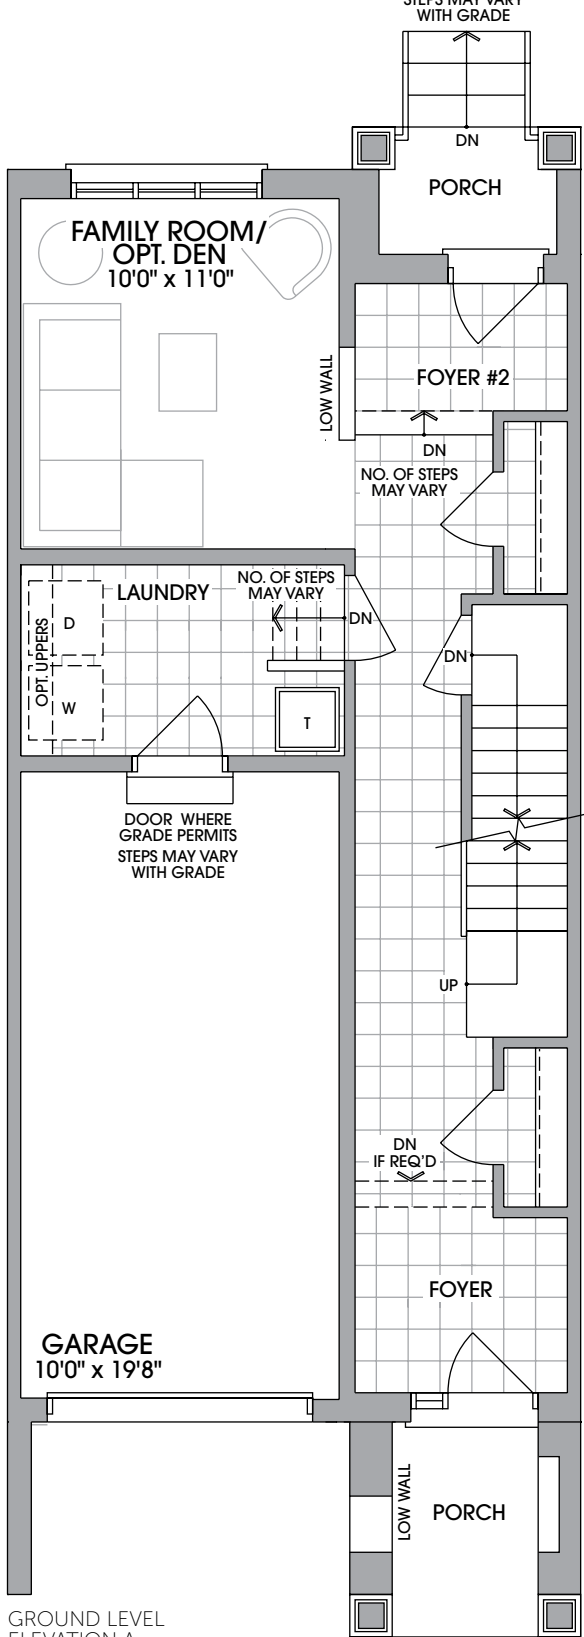 STEPS MAY VARY
WITH GRADE
DN
PORCH
FAMILY ROOM/
OPT. DEN
10'0" x 11'0"
LOW WALL
FOYER #2
DN
NO. OF STEPS
MAY VARY
LAUNDRY
NO. OF STEPS
MAY VARY
DN
OPT. UPPERS
D
W
T
DN
DOOR WHERE
GRADE PERMITS
STEPS MAY VARY
WITH GRADE
UP
DN
IF REQ'D
FOYER
GARAGE
10'0" x 19'8"
LOW WALL
PORCH
GROUND LEVEL
ELEVATION A